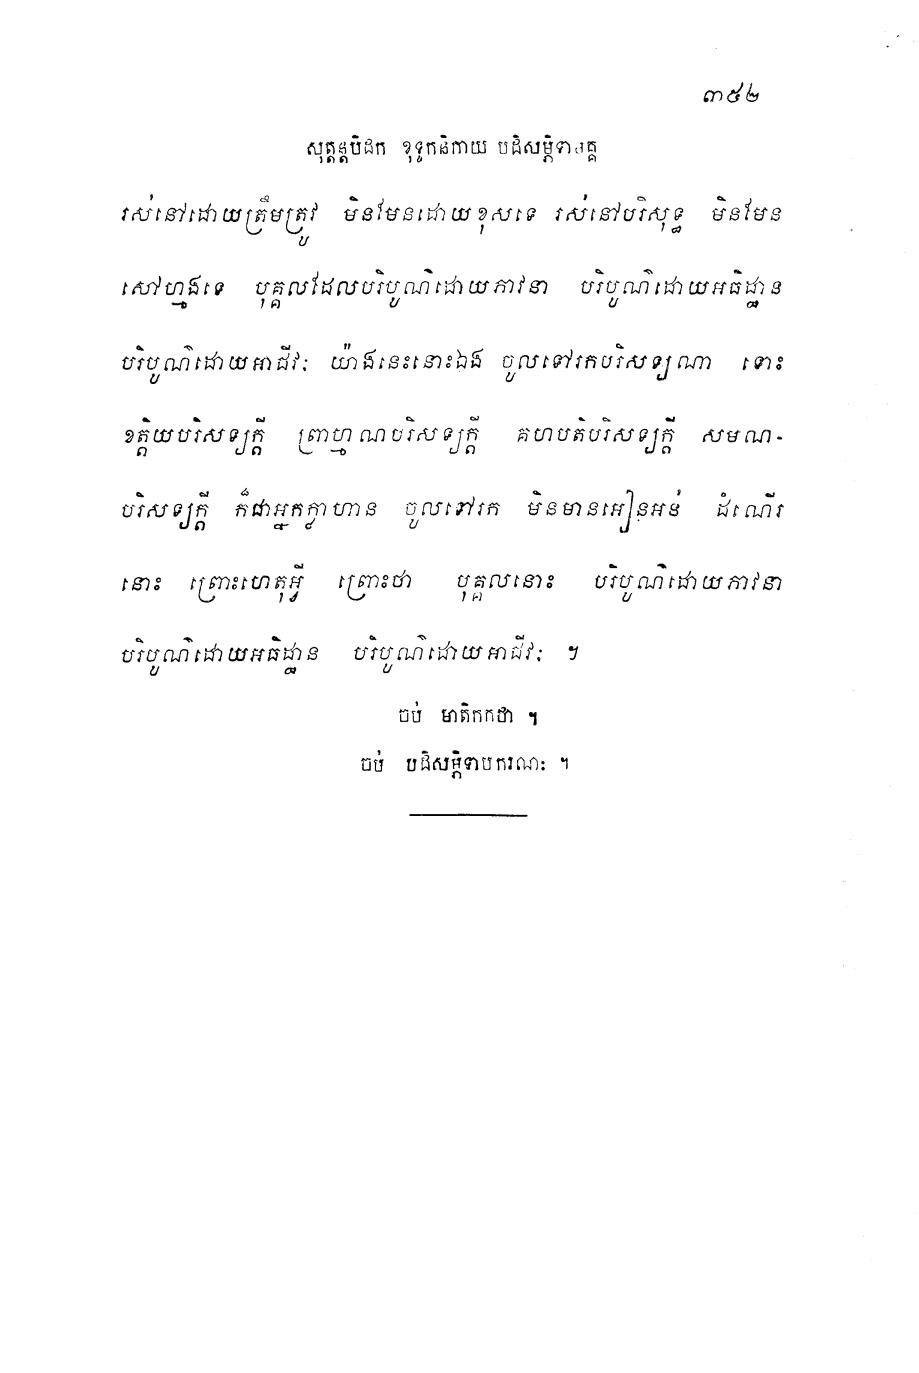 ៣៩២
សុត្តន្តបិដក ខុទ្ទកនិកាយ បដិសម្ភិទាមគ្គ
រស់នៅដោយត្រឹមត្រូវ មិនមែនដោយខុសទេ រស់នៅបរិសុទ្ធ មិនមែន
សៅហ្មងទេ បុគ្គលដែលបរិបូណ៌ដោយភាវនា បរិបូណ៌ដោយអធិដ្ឋាន
បរិបូណ៌ដោយអាជីវៈ យ៉ាងនេះនោះឯង ចូលទៅរកបរិសទ្យណា ទោះ
ខត្តិយបរិសទ្យក្តី ព្រាហ្មណបរិសទ្យក្តី គហបតិបរិសទ្យក្តី សមណ-
បរិសទ្យក្តី ក៏ជាអ្នកក្លាហាន ចូលទៅរក មិនមានអៀនអន់ ដំណើរ
នោះ ព្រោះហេតុអ្វី ព្រោះថា បុគ្គលនោះ បរិបូណ៌ដោយភាវនា
បរិបូណ៌ដោយអធិដ្ឋាន បរិបូណ៌ដោយអាជីវៈ ។
ចប់ មាតិកកថា ។
ចប់ បដិសម្ភិទាបករណៈ ។